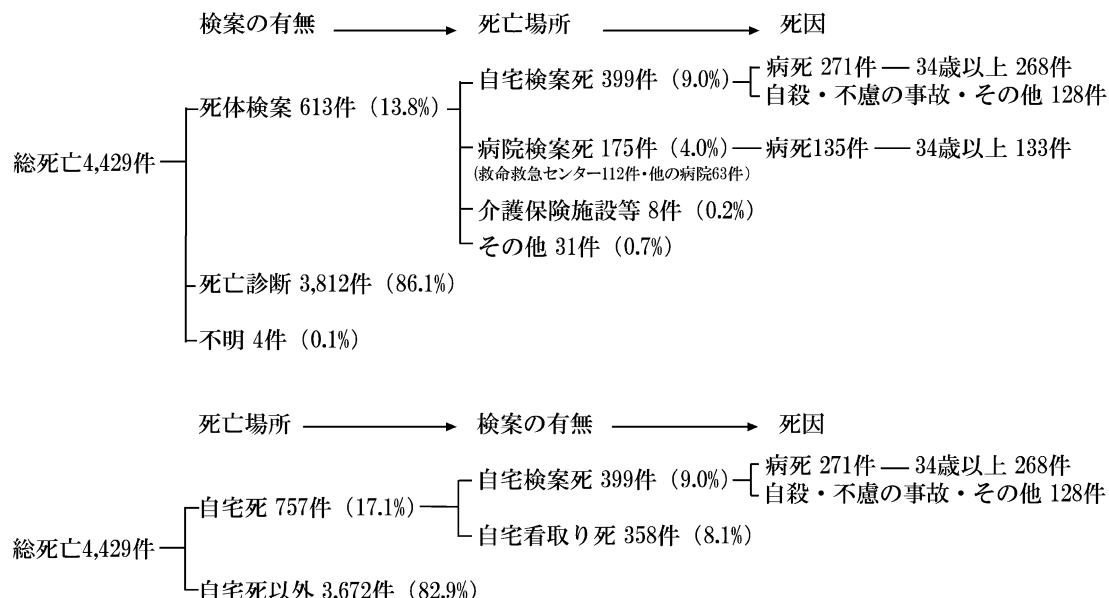 検案の有無 死亡場所 死因
自宅検案死 399件（9.0%） 病死 271件 34歳以上 268件
自殺・不慮の事故・その他 128件
死体検案 613件（13.8%）
総死亡4,429件 病院検案死 175件（4.0%） 病死135件 34歳以上 133件
（救命救急センター112件・他の病院63件）
介護保険施設等 8件（0.2%）
その他 31件（0.7%）
死亡診断 3,812件（86.1%）
不明 4件（0.1%）
死亡場所 検案の有無 死因
自宅検案死 399件（9.0%） 病死 271件 34歳以上 268件
自殺・不慮の事故・その他 128件
自宅死 757件（17.1%）
自宅看取り死 358件（8.1%）
総死亡4,429件
自宅死以外 3,672件（82.9%）